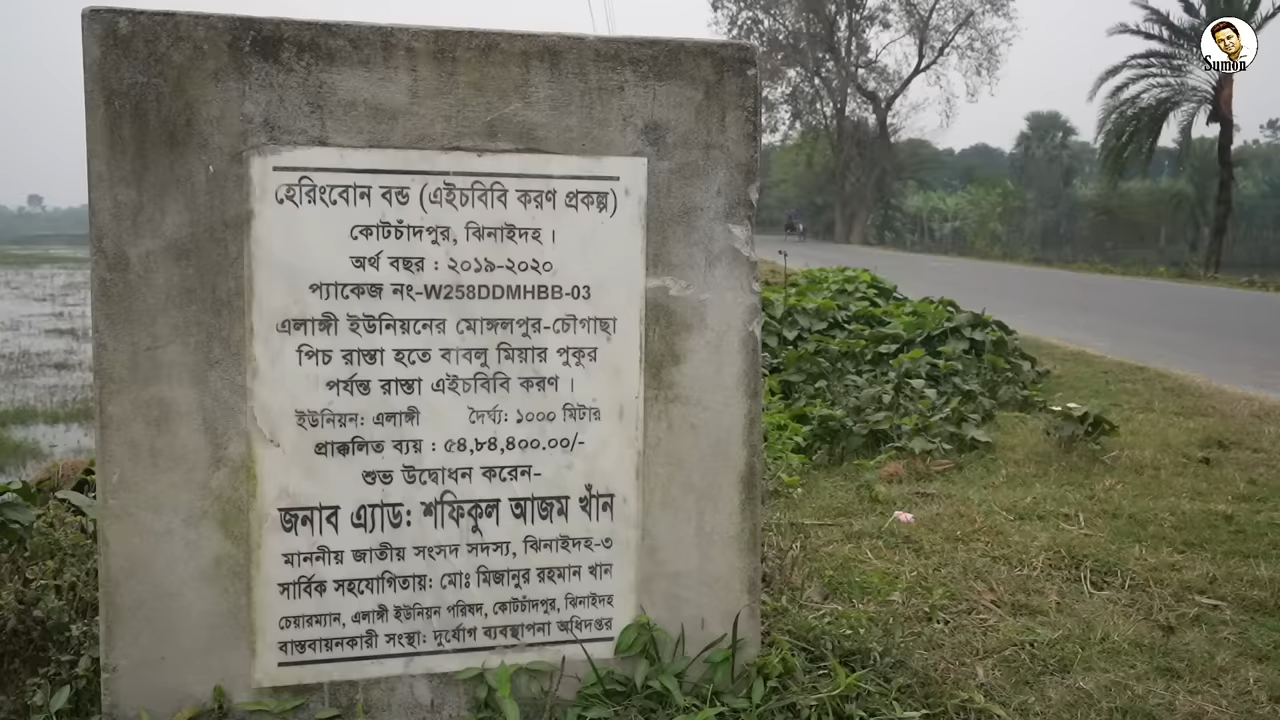 হেরিংবোন বন্ড (এইচবিবি করণ প্রকল্প)
কোটচাঁদপুর, ঝিনাইদহ।
অর্থ বছর : ২০১৯-২০২০
প্যাকেজ নং-W258DDMHBB-03
এলাঙ্গী ইউনিয়নের মোঙ্গলপুর-চৌগাছা
পিচ রাস্তা হতে বাবলু মিয়ার পুকুর
পর্যন্ত রাস্তা এইচবিবি করণ।
ইউনিয়ন: এলাঙ্গী দৈর্ঘ্য: ১০০০ মিটার
প্রাক্কলিত ব্যয় : ৫৪,৮৪,৪০০.০০/-
শুভ উদ্বোধন করেন-
জনাব এ্যাড: শফিকুল আজম খাঁন
মাননীয় জাতীয় সংসদ সদস্য, ঝিনাইদহ-৩
সার্বিক সহযোগিতায়: মোঃ মিজানুর রহমান খান
চেয়ারম্যান, এলাঙ্গী ইউনিয়ন পরিষদ, কোটচাঁদপুর, ঝিনাইদহ
বাস্তবায়নকারী সংস্থা: দুর্যোগ ব্যবস্থাপনা অধিদপ্তর
Sumon